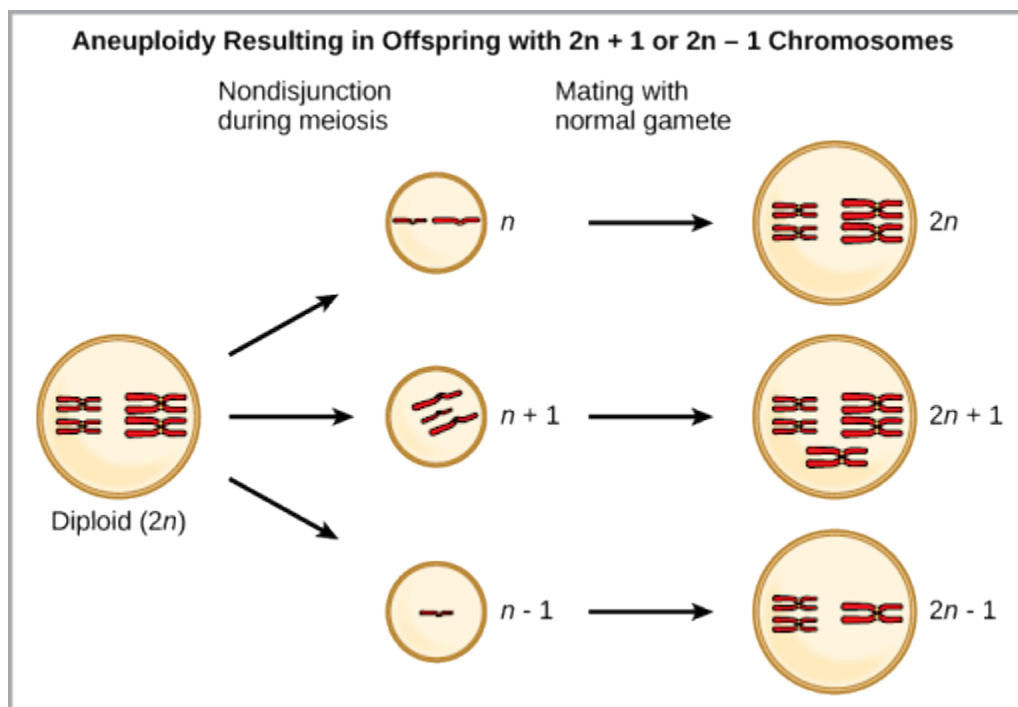 Aneuploidy Resulting in Offspring with 2n + 1 or 2n – 1 Chromosomes
Nondisjunction
during meiosis
Mating with
normal gamete
n
2n
n + 1
2n + 1
Diploid (2n)
n - 1
2n - 1